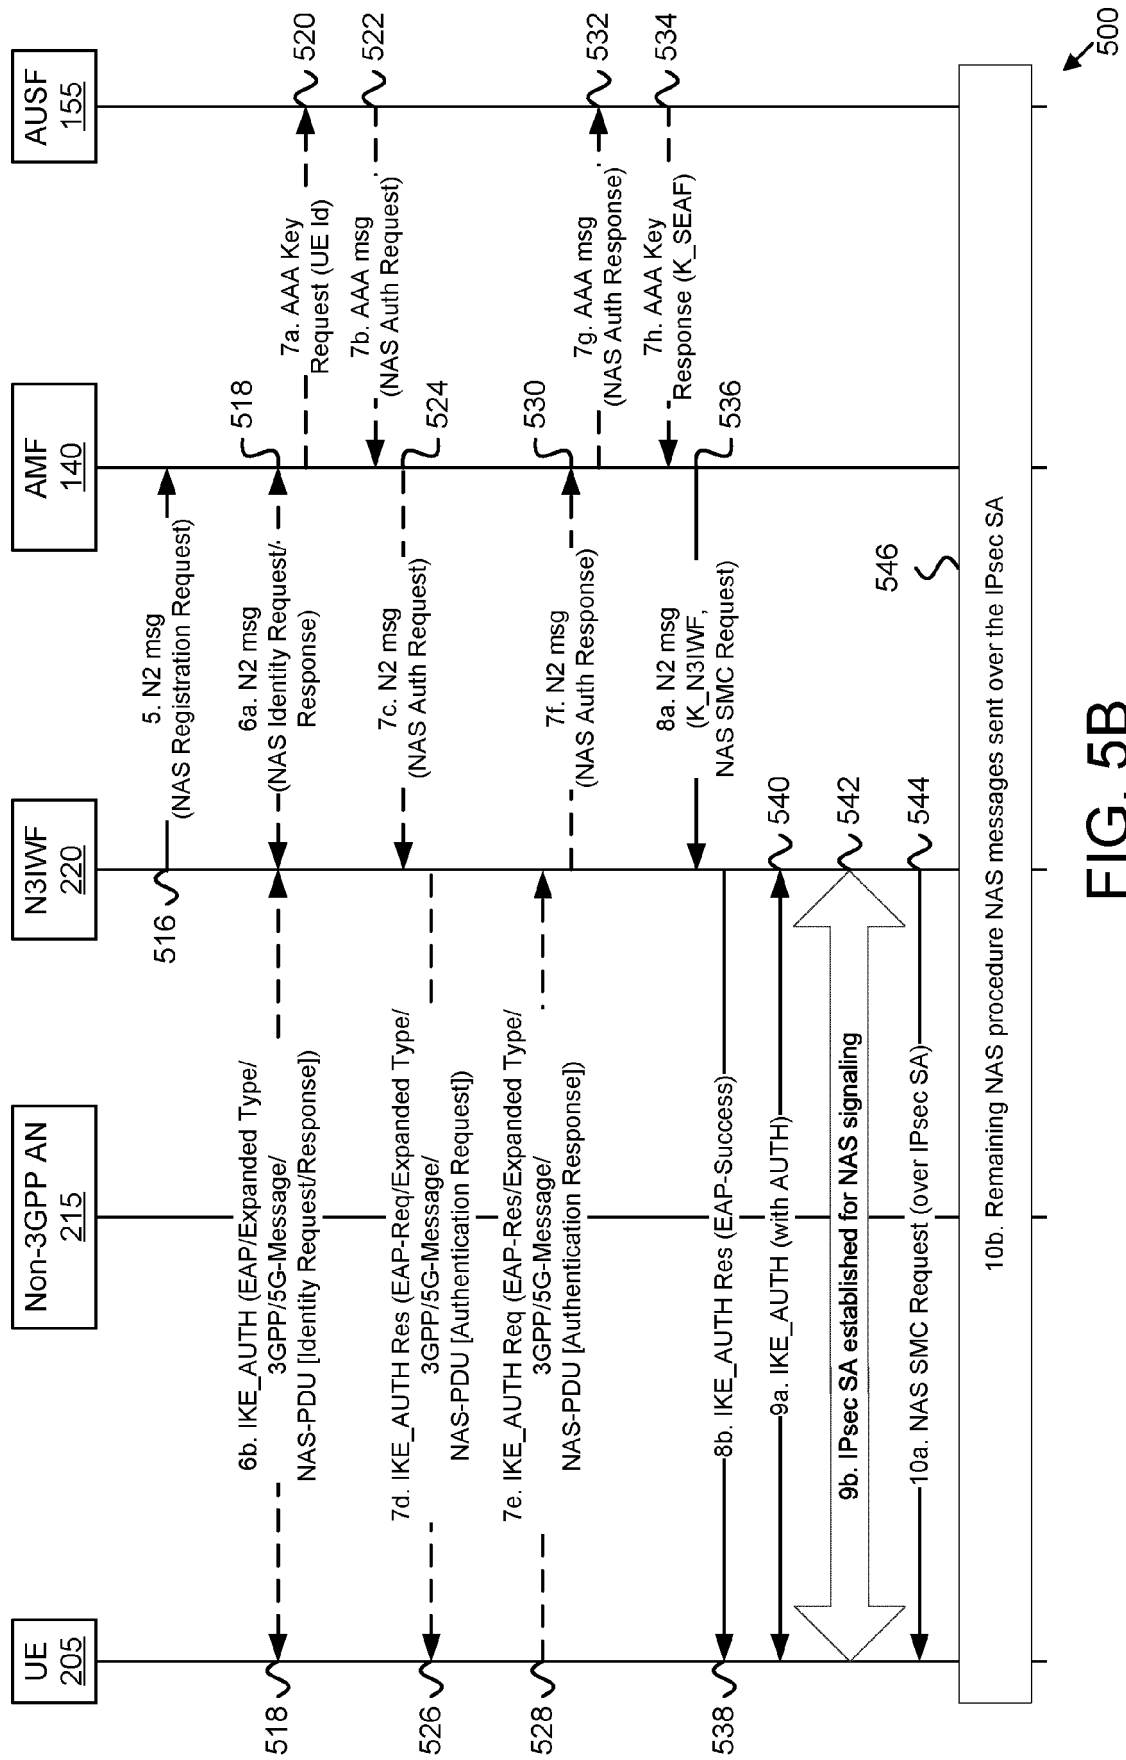 UE
205
Non-3GPP AN
215
N3IWF
220
AMF
140
AUSF
155
516
5. N2 msg
(NAS Registration Request)
518
6b. IKE_AUTH (EAP/Expanded Type/
3GPP/5G-Message/
NAS-PDU [Identity Request/Response])
6a. N2 msg
(NAS Identity Request/
Response)
518
7a. AAA Key
Request (UE Id)
520
7b. AAA msg
(NAS Auth Request)
522
7c. N2 msg
(NAS Auth Request)
524
526
7d. IKE_AUTH Res (EAP-Req/Expanded Type/
3GPP/5G-Message/
NAS-PDU [Authentication Request])
528
7e. IKE_AUTH Req (EAP-Res/Expanded Type/
3GPP/5G-Message/
NAS-PDU [Authentication Response])
7f. N2 msg
(NAS Auth Response)
530
7g. AAA msg
(NAS Auth Response)
532
7h. AAA Key
Response (K_SEAF)
534
8a. N2 msg
(K_N3IWF,
NAS SMC Request)
536
538
8b. IKE_AUTH Res (EAP-Success)
9a. IKE_AUTH (with AUTH)
540
9b. IPsec SA established for NAS signaling
542
10a. NAS SMC Request (over IPsec SA)
544
546
10b. Remaining NAS procedure NAS messages sent over the IPsec SA
500
FIG. 5B